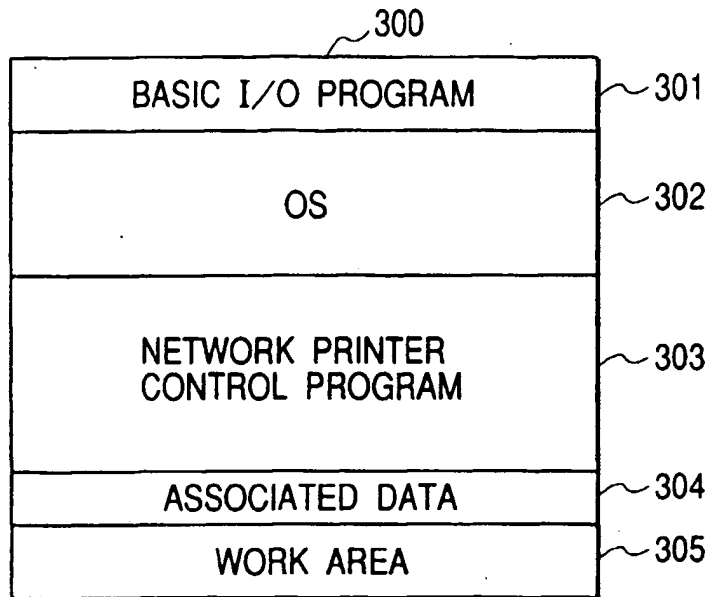 300
BASIC I/O PROGRAM
301
OS
302
NETWORK PRINTER
CONTROL PROGRAM
303
ASSOCIATED DATA
304
WORK AREA
305